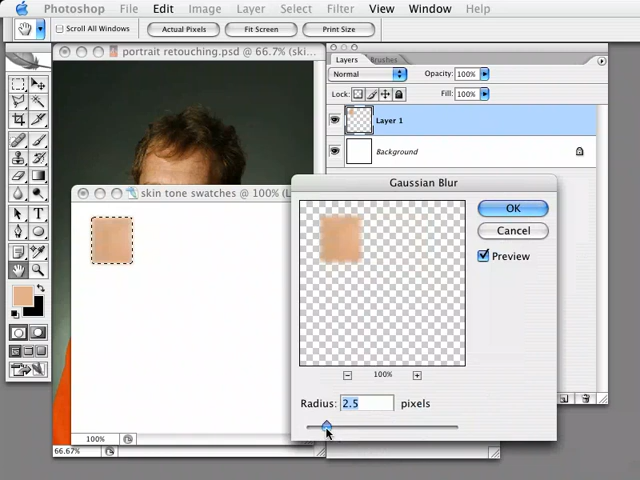 Photoshop File Edit Image Layer Select Filter View Window Help
Scroll All Windows Actual Pixels Fit Screen Print Size
portrait retouching.psd @ 66.7% (ski...
Layers Brushes
Normal Opacity: 100%
Lock: Fill: 100%
Layer 1
Background
skin tone swatches @ 100% (L
Gaussian Blur
OK
Cancel
Preview
100%
Radius: 2.5 pixels
100%
66.67%
T